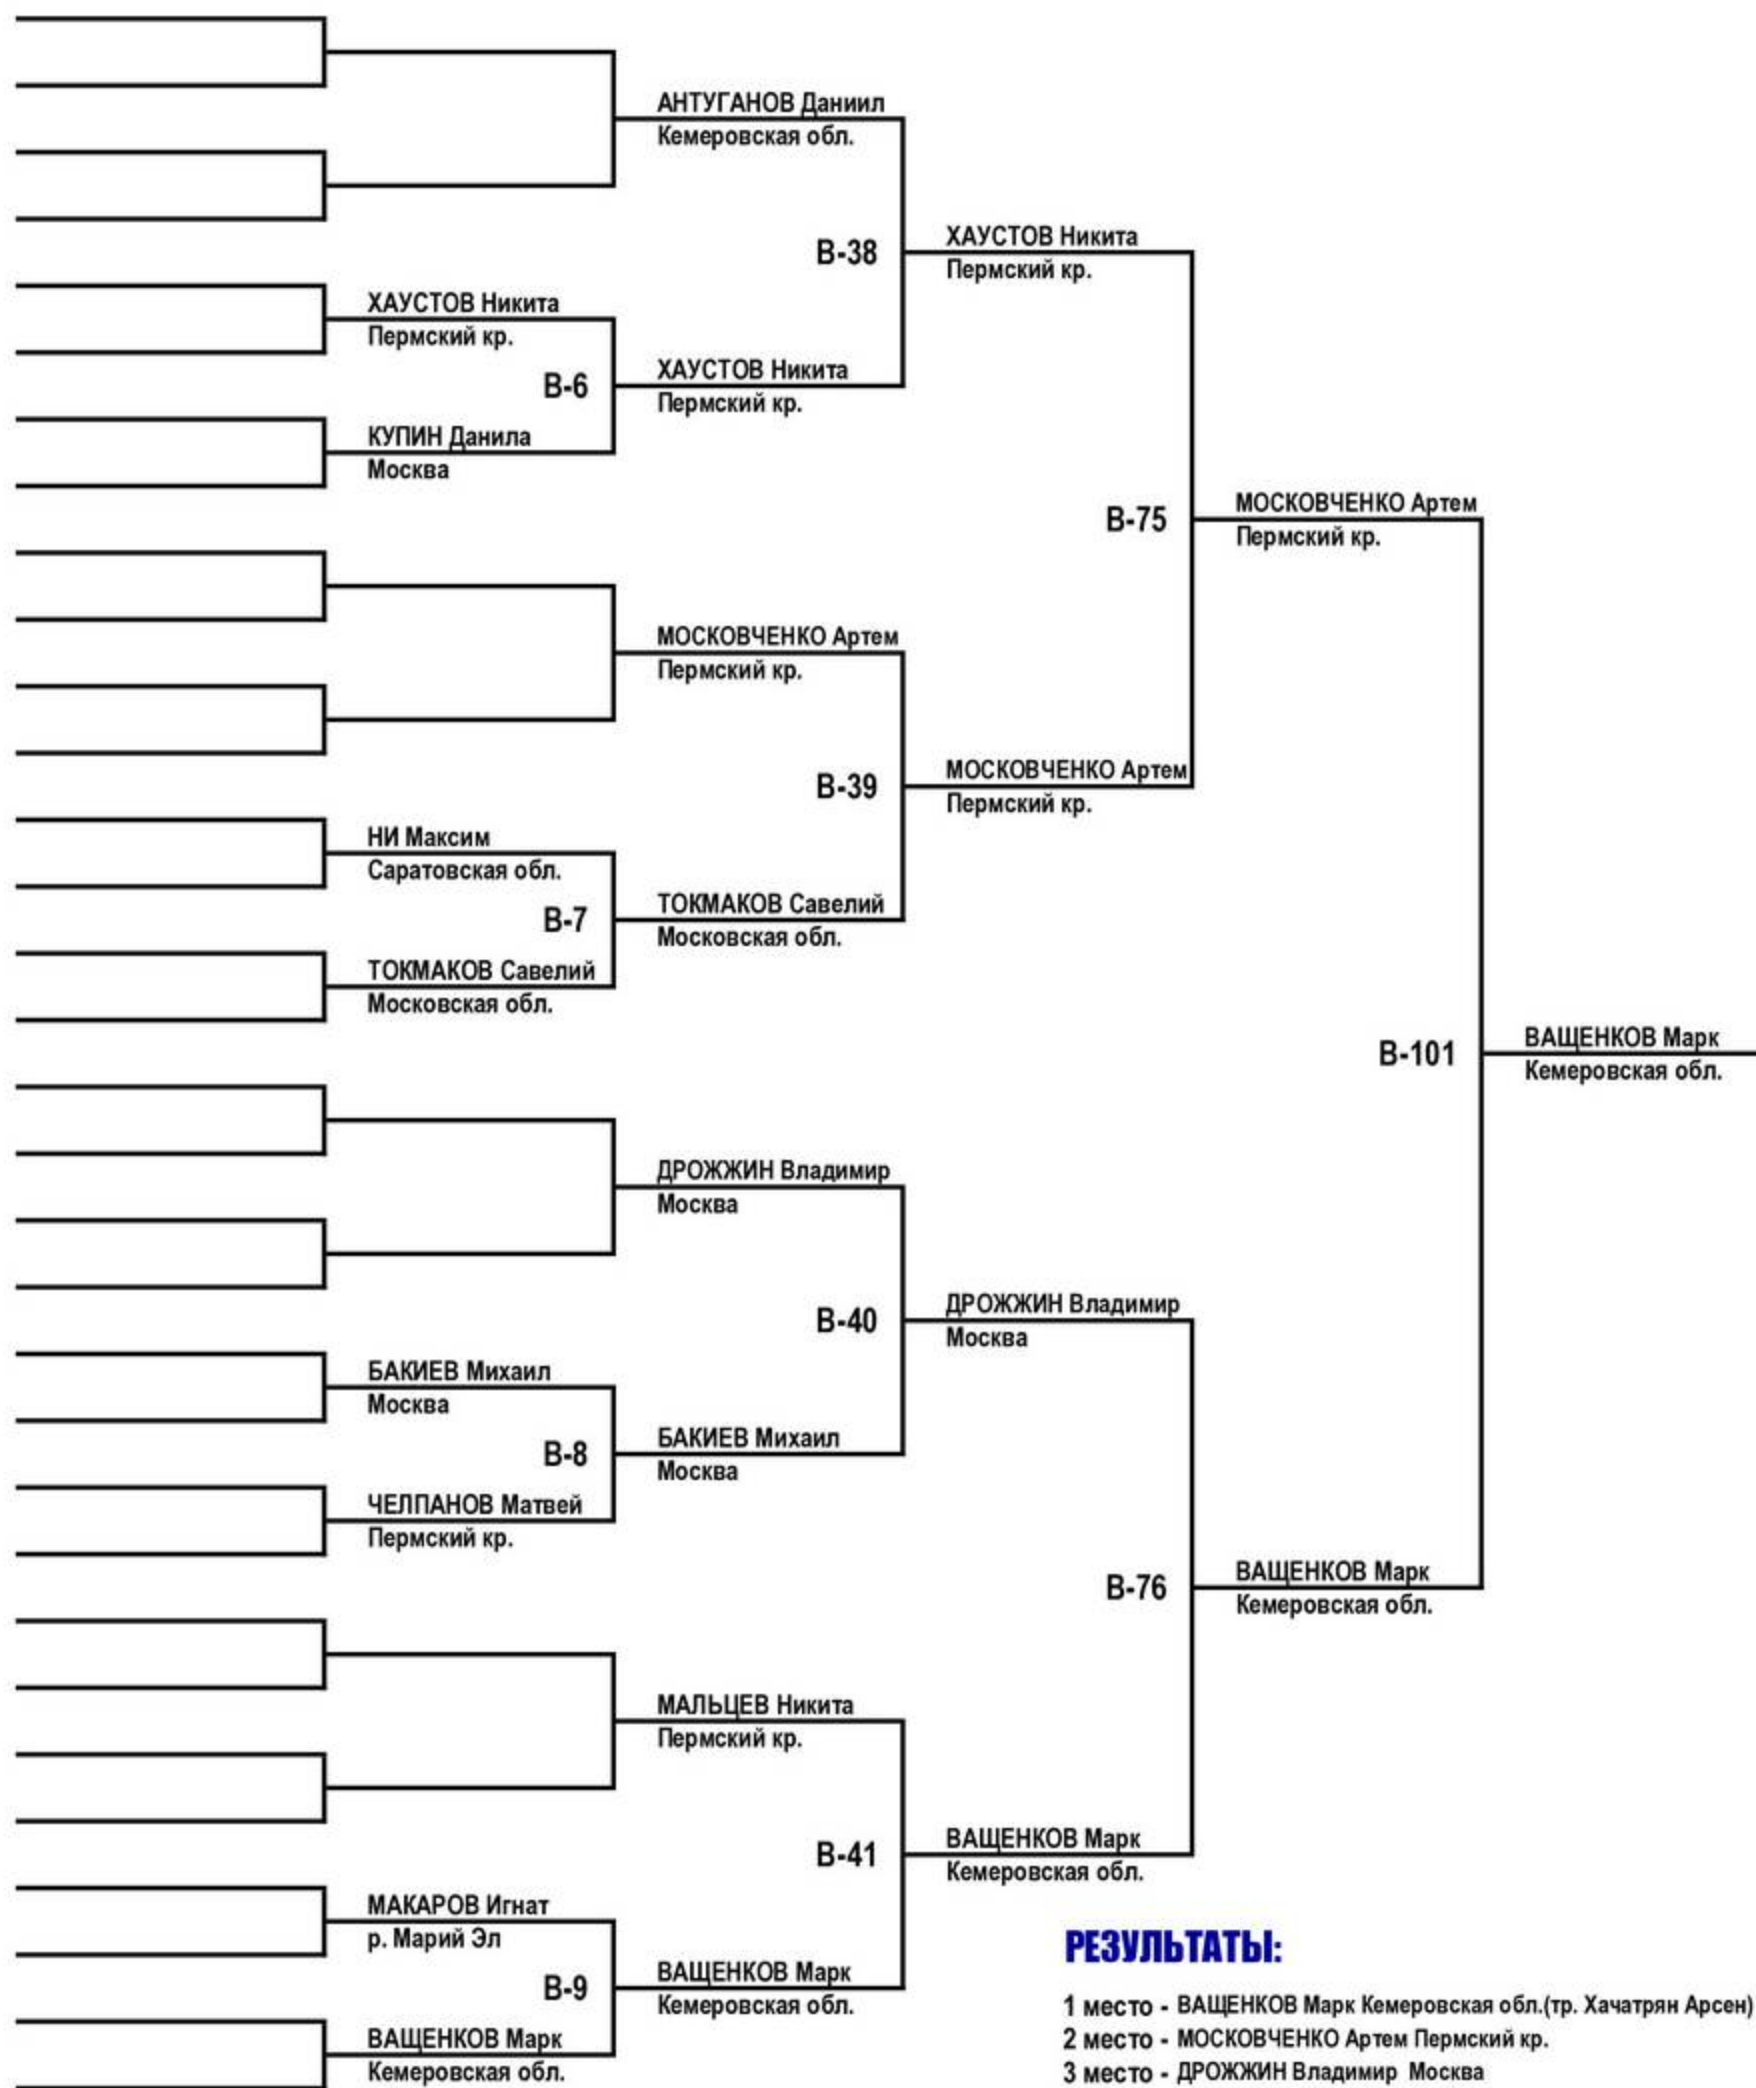 АНТУГАНОВ Даниил
Кемеровская обл.
ХАУСТОВ Никита
Пермский кр.
В-38
ХАУСТОВ Никита
Пермский кр.
ХАУСТОВ Никита
Пермский кр.
В-6
КУПИН Данила
Москва
МОСКОВЧЕНКО Артем
Пермский кр.
В-75
МОСКОВЧЕНКО Артем
Пермский кр.
МОСКОВЧЕНКО Артем
Пермский кр.
В-39
НИ Максим
Саратовская обл.
ТОКМАКОВ Савелий
Московская обл.
В-7
ТОКМАКОВ Савелий
Московская обл.
ВАЩЕНКОВ Марк
Кемеровская обл.
В-101
ДРОЖЖИН Владимир
Москва
ДРОЖЖИН Владимир
Москва
В-40
БАКИЕВ Михаил
Москва
БАКИЕВ Михаил
Москва
В-8
ЧЕЛПАНОВ Матвей
Пермский кр.
ВАЩЕНКОВ Марк
Кемеровская обл.
В-76
МАЛЬЦЕВ Никита
Пермский кр.
ВАЩЕНКОВ Марк
Кемеровская обл.
В-41
МАКАРОВ Игнат
р. Марий Эл
ВАЩЕНКОВ Марк
Кемеровская обл.
В-9
ВАЩЕНКОВ Марк
Кемеровская обл.
РЕЗУЛЬТАТЫ:
1 место - ВАЩЕНКОВ Марк Кемеровская обл.(тр. Хачатрян Арсен)
2 место - МОСКОВЧЕНКО Артем Пермский кр.
3 место - ДРОЖЖИН Владимир Москва